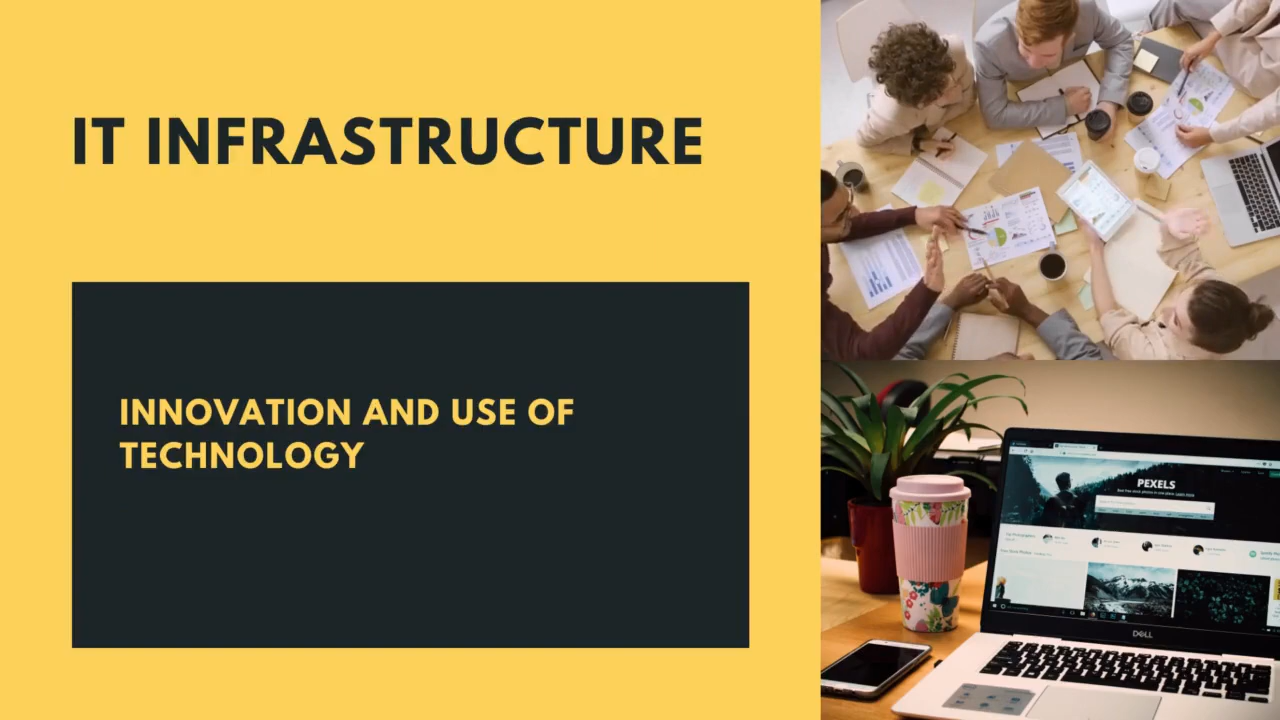 IT INFRASTRUCTURE
INNOVATION AND USE OF
TECHNOLOGY
PEXELS
DELL